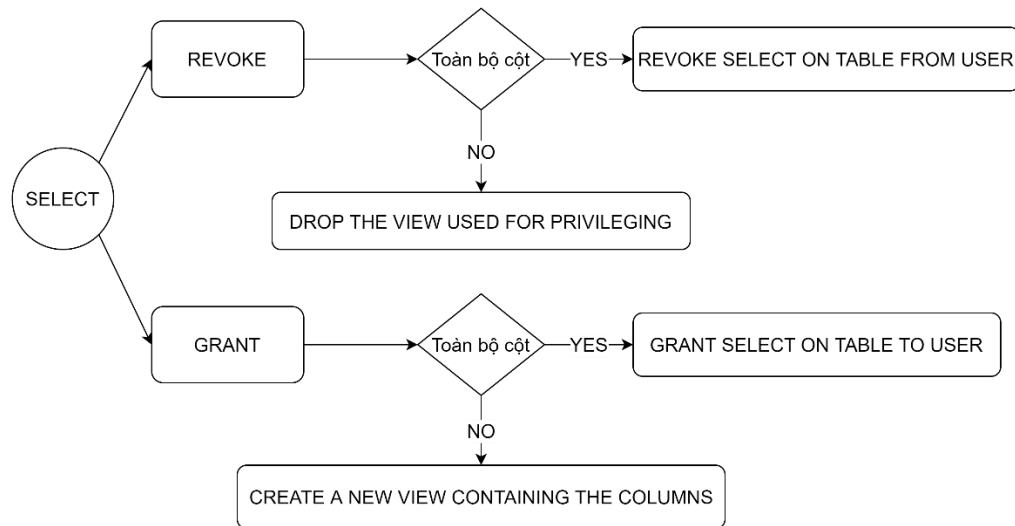 REVOKE
Toàn bộ cột
YES
REVOKE SELECT ON TABLE FROM USER
NO
SELECT
DROP THE VIEW USED FOR PRIVILEGING
GRANT
Toàn bộ cột
YES
GRANT SELECT ON TABLE TO USER
NO
CREATE A NEW VIEW CONTAINING THE COLUMNS